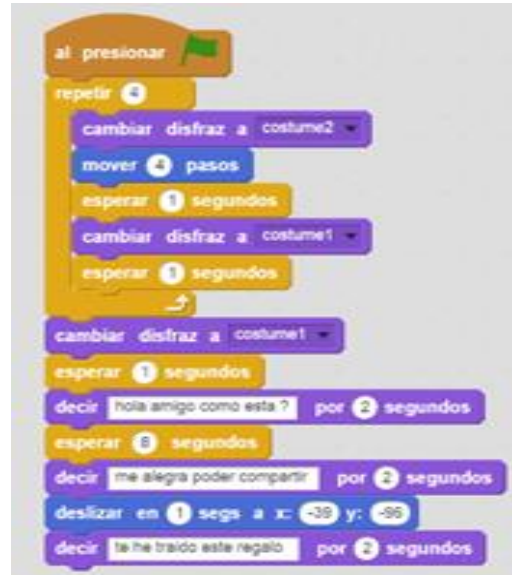 al presionar
repetir 4
cambiar disfraz a costume2
mover 4 pasos
esperar 1 segundos
cambiar disfraz a costume1
esperar 1 segundos
cambiar disfraz a costume1
esperar 1 segundos
decir hola amigo como esta ? por 2 segundos
esperar 8 segundos
decir me alegra poder compartir por 2 segundos
deslizar en 1 segs a x: -39 y: -96
decir te he traido este regalo por 2 segundos